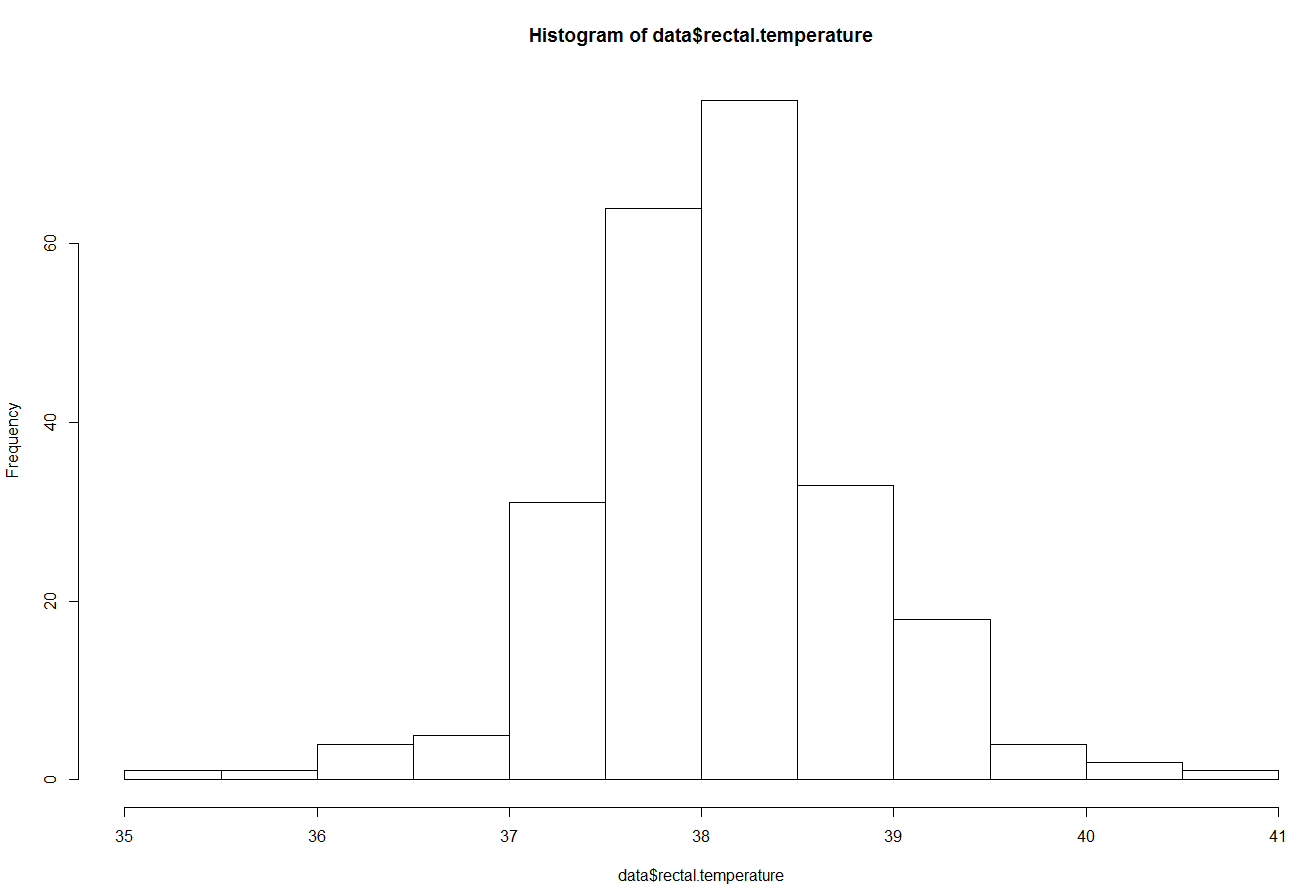 Histogram of data$rectal.temperature
Frequency
60
40
20
0
35 36 37 38 39 40 41
data$rectal.temperature